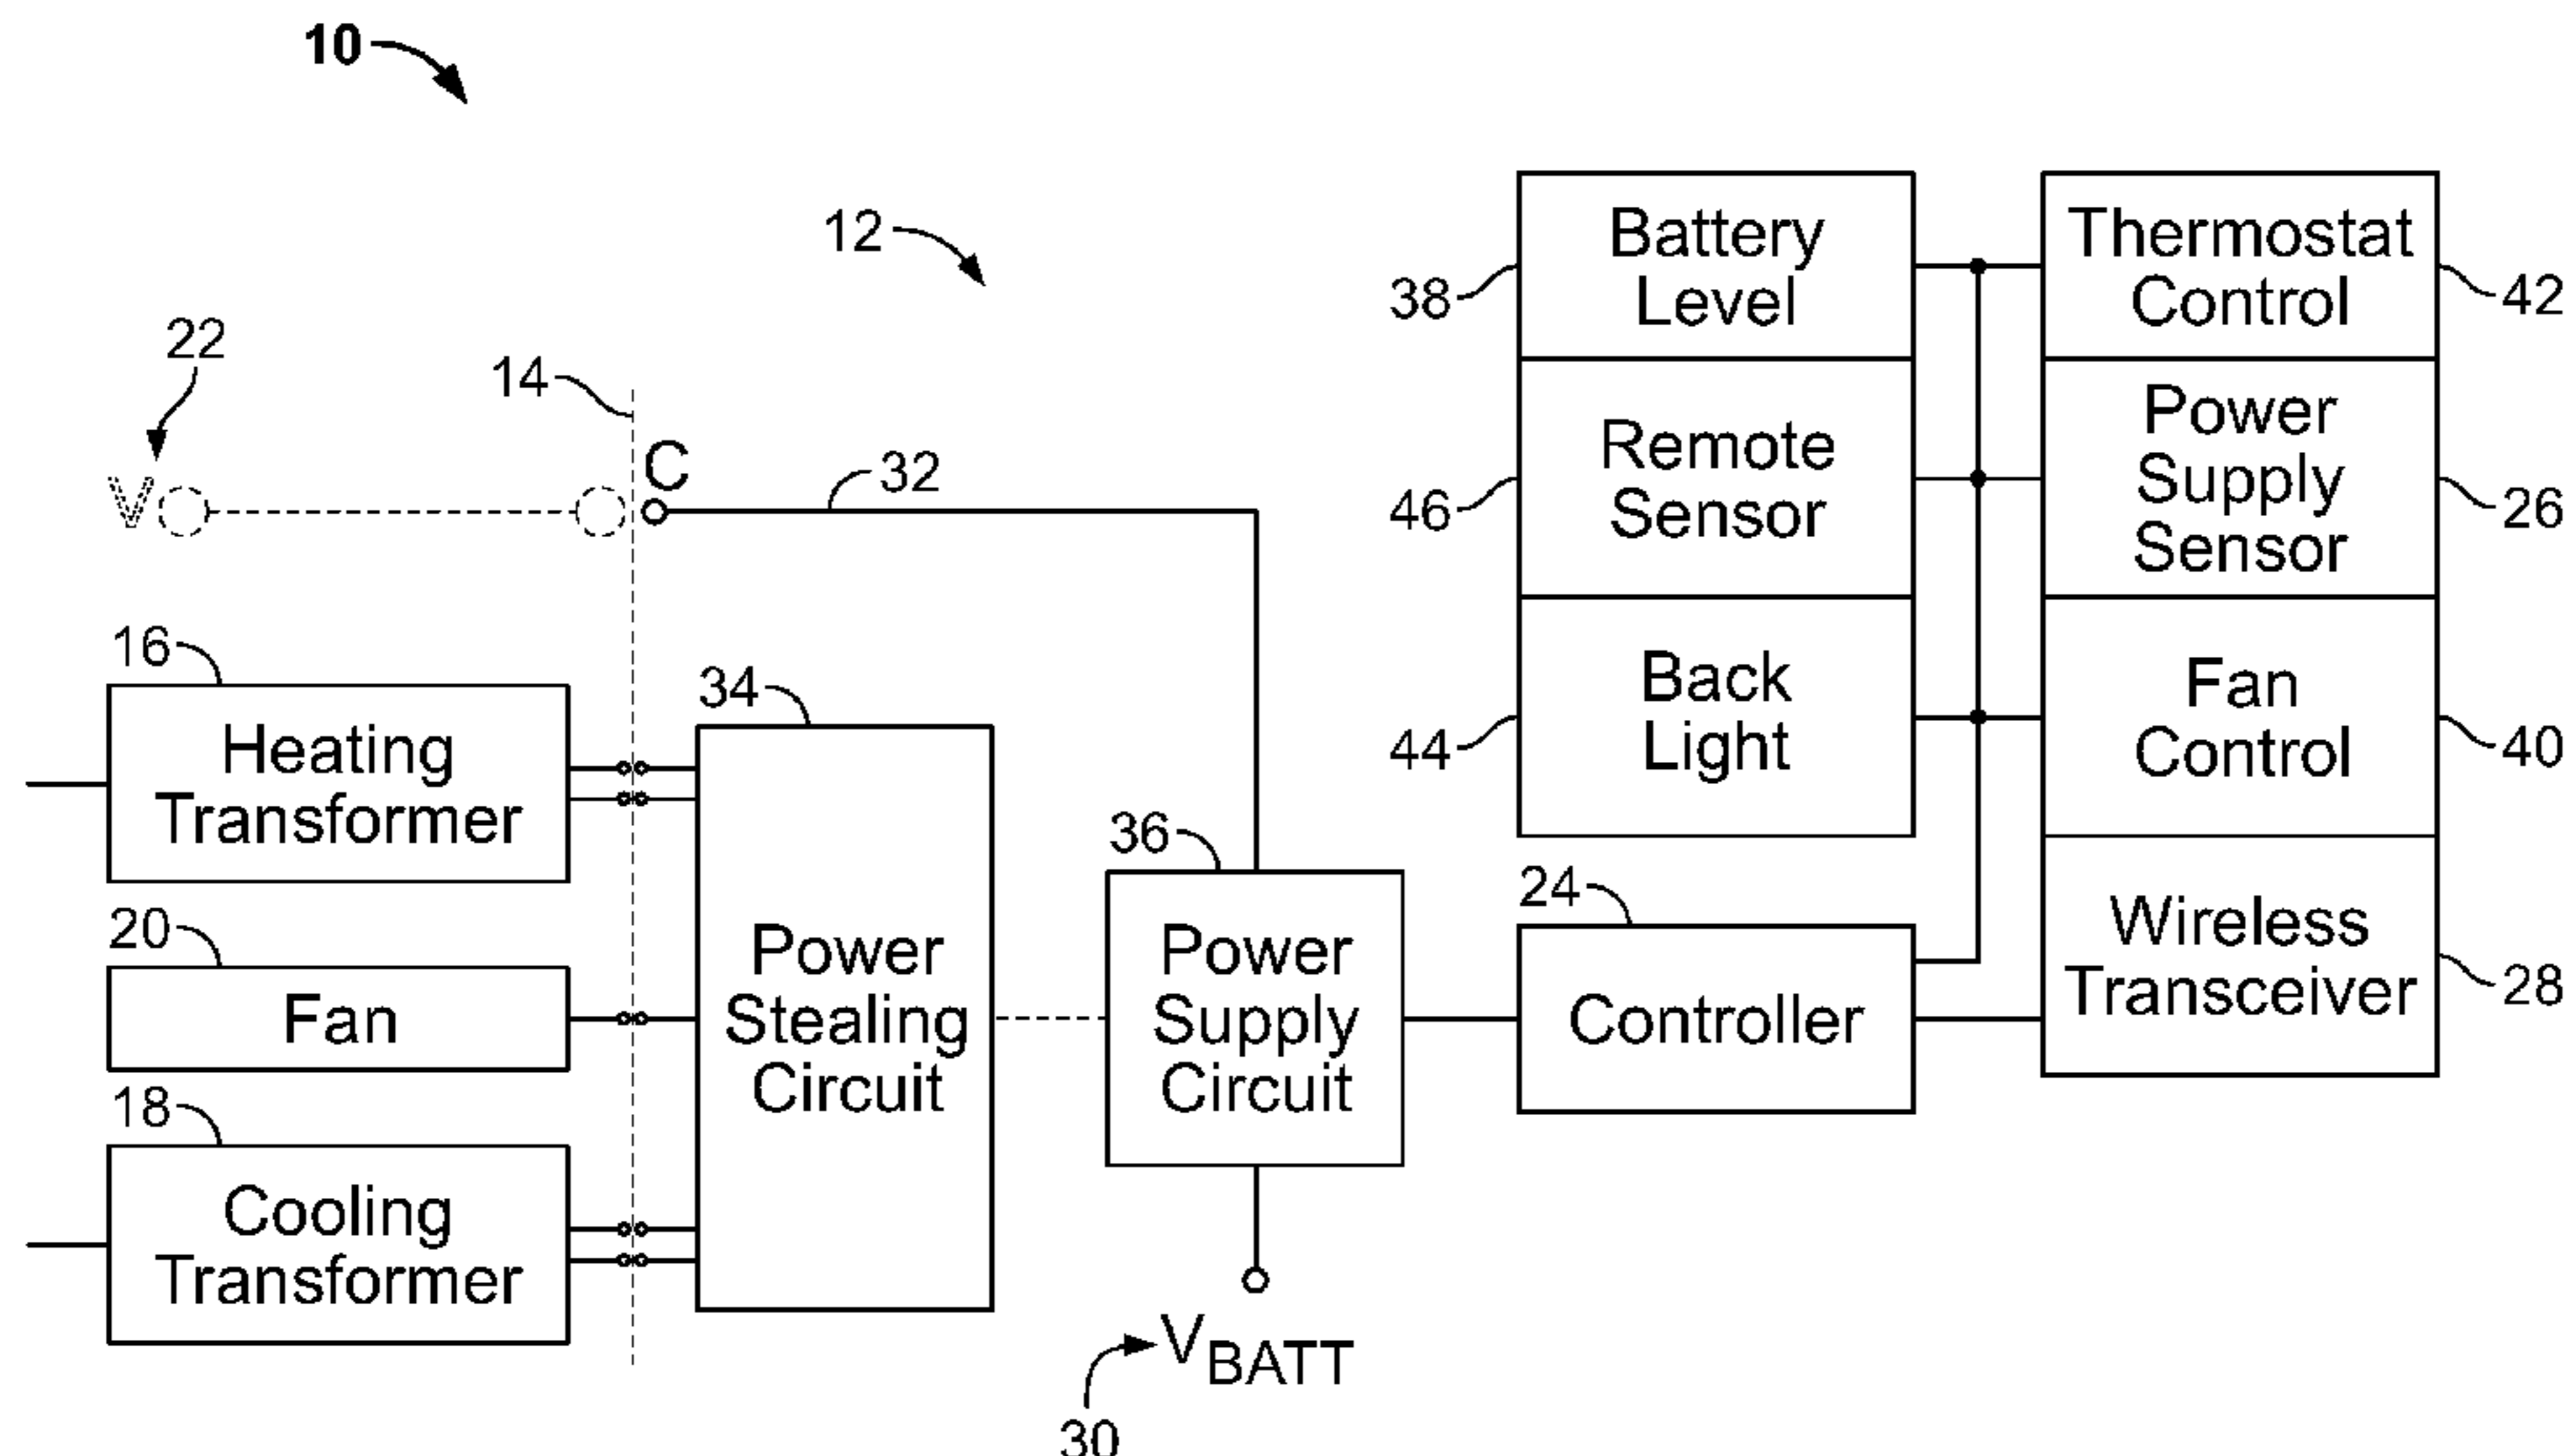 10
12
22
14
V
C
32
16
Heating
Transformer
20
Fan
18
Cooling
Transformer
34
Power
Stealing
Circuit
36
Power
Supply
Circuit
VBATT
30
24
Controller
38
Battery
Level
46
Remote
Sensor
44
Back
Light
Thermostat
Control
42
Power
Supply
Sensor
26
Fan
Control
40
Wireless
Transceiver
28